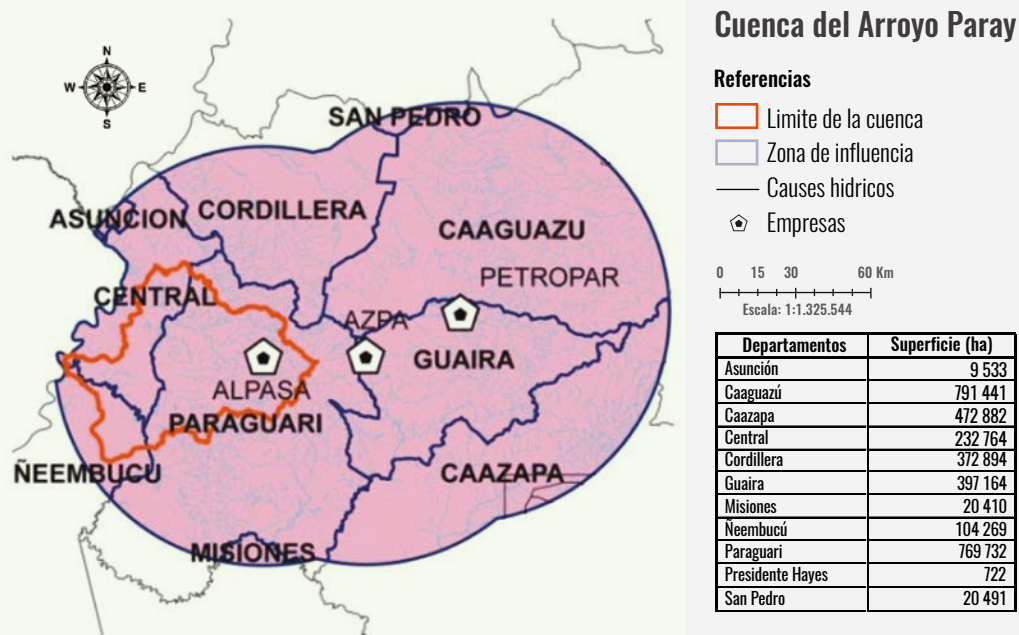 Cuenca del Arroyo Paray
Referencias
Limite de la cuenca
Zona de influencia
Causes hidricos
Empresas
0 15 30 60 Km
Escala: 1:1.325.544
Departamentos Superficie (ha)
Asunción 9 533
Caaguazú 791 441
Caazapa 472 882
Central 232 764
Cordillera 372 894
Guaira 397 164
Misiones 20 410
Ñeembucú 104 269
Paraguari 769 732
Presidente Hayes 722
San Pedro 20 491
N
W E
S
SAN PEDRO
ASUNCION
CORDILLERA
CAAGUAZU
PETROPAR
CENTRAL
AZPA
GUAIRA
ALPASA
PARAGUARI
ÑEEMBUCU
CAAZAPA
MISIONES